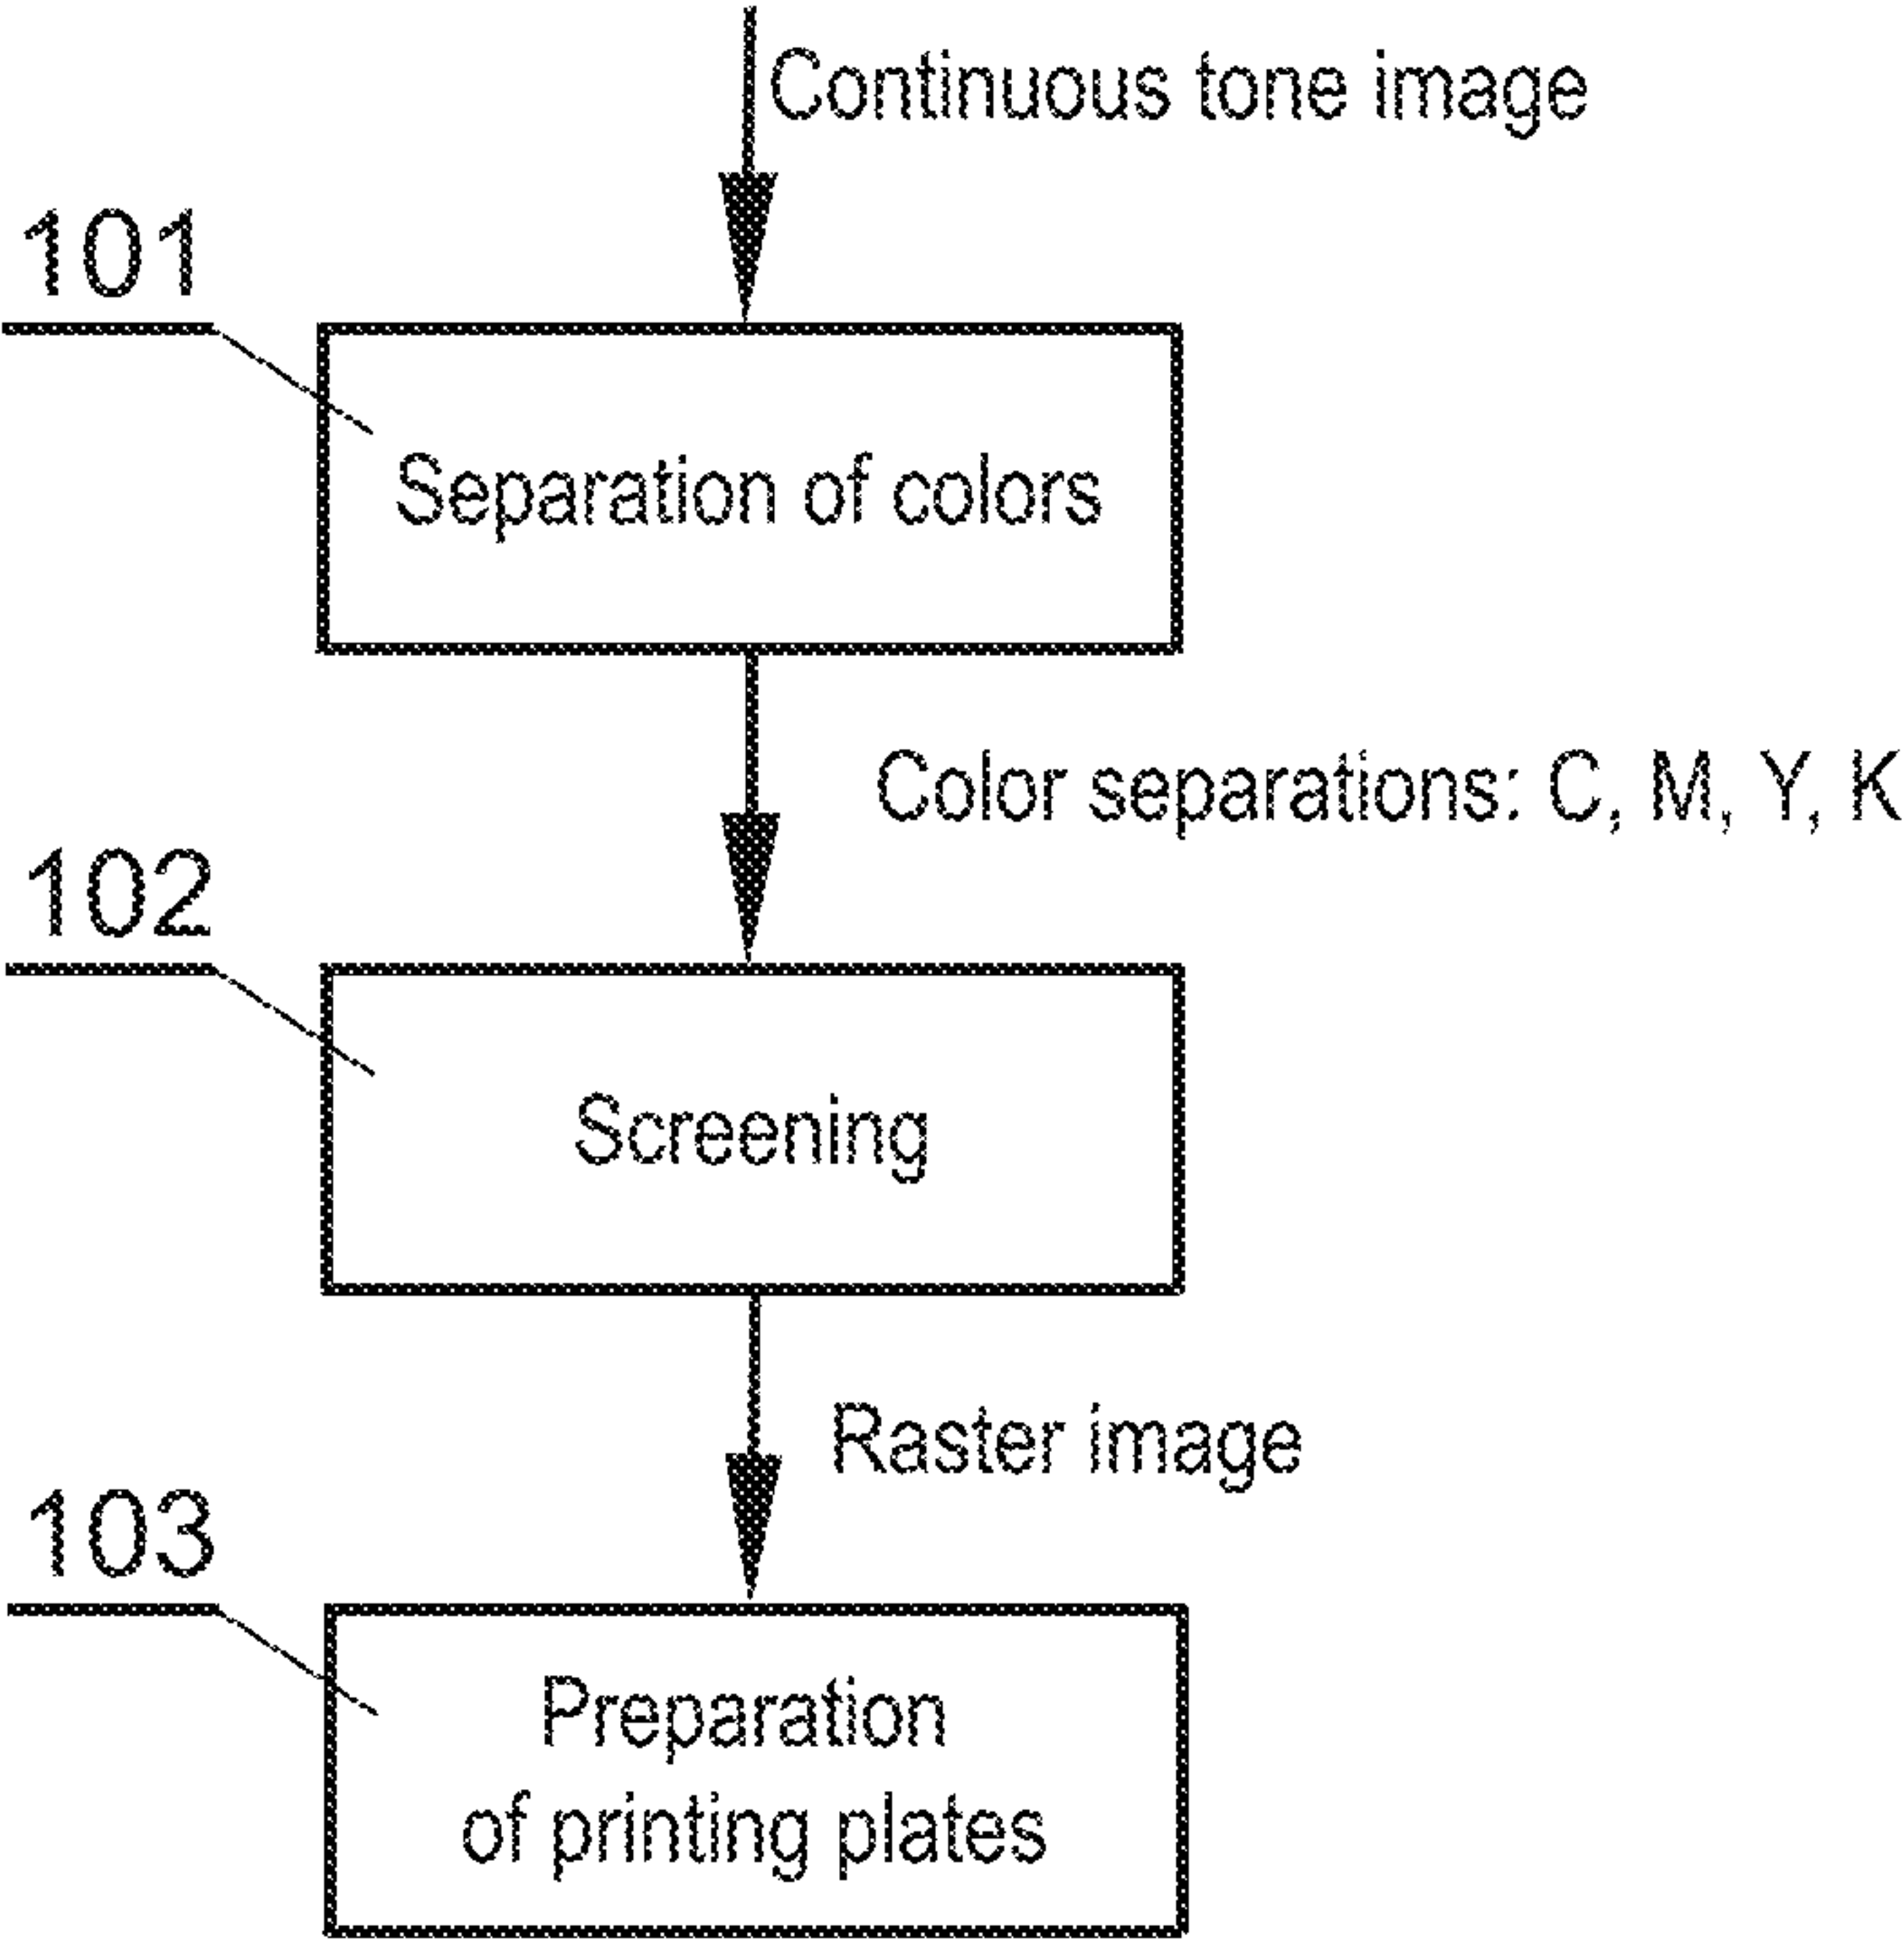 Continuous tone image
101
Separation of colors
Color separations: C, M, Y, K
102
Screening
Raster image
103
Preparation
of printing plates